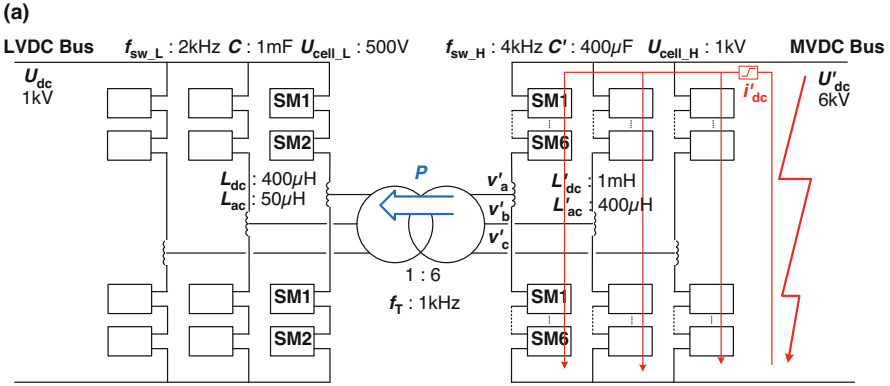 (a)
LVDC Bus f_sw_L : 2kHz C : 1mF U_cell_L : 500V f_sw_H : 4kHz C' : 400μF U_cell_H : 1kV MVDC Bus
U_dc
1kV
U'_dc
6kV
i'_dc
SM1
SM2
SM1
SM6
L_dc : 400μH
L_ac : 50μH
P
v'_a
v'_b
v'_c
L'_dc : 1mH
L'_ac : 400μH
1 : 6
f_T : 1kHz
SM1
SM2
SM1
SM6